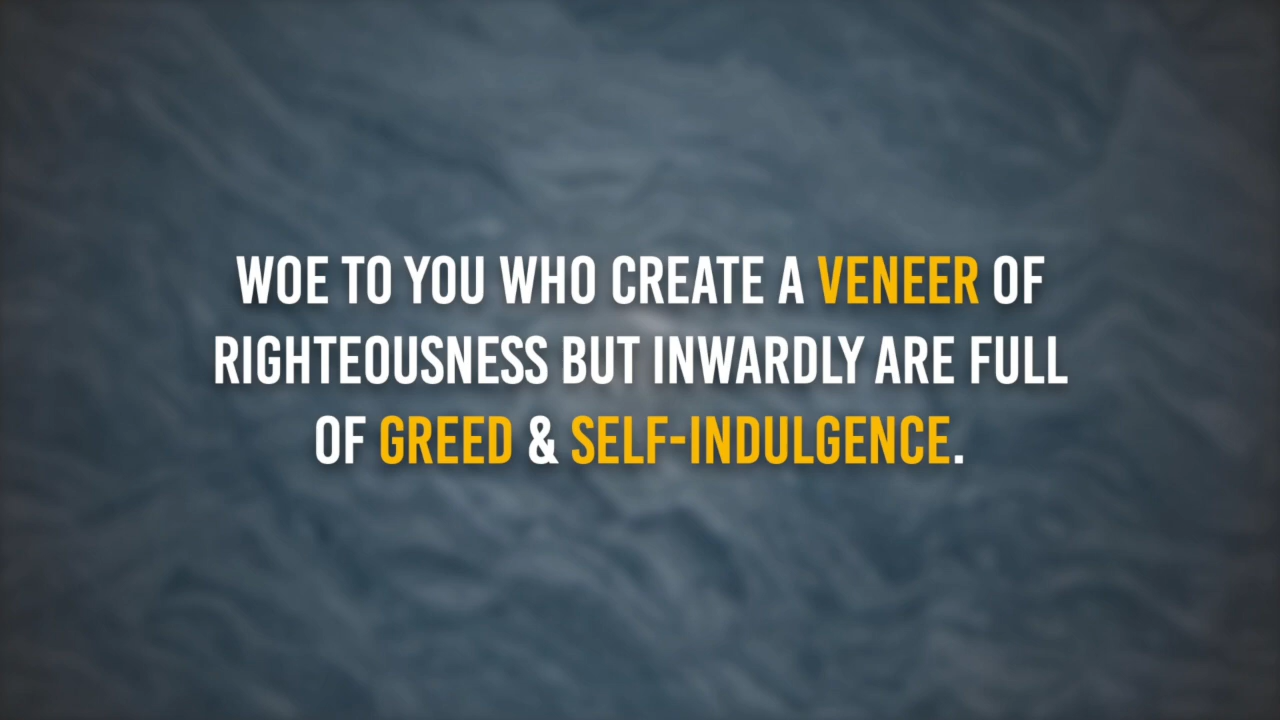 WOE TO YOU WHO CREATE A VENEER OF
RIGHTEOUSNESS BUT INWARDLY ARE FULL
OF GREED & SELF-INDULGENCE.